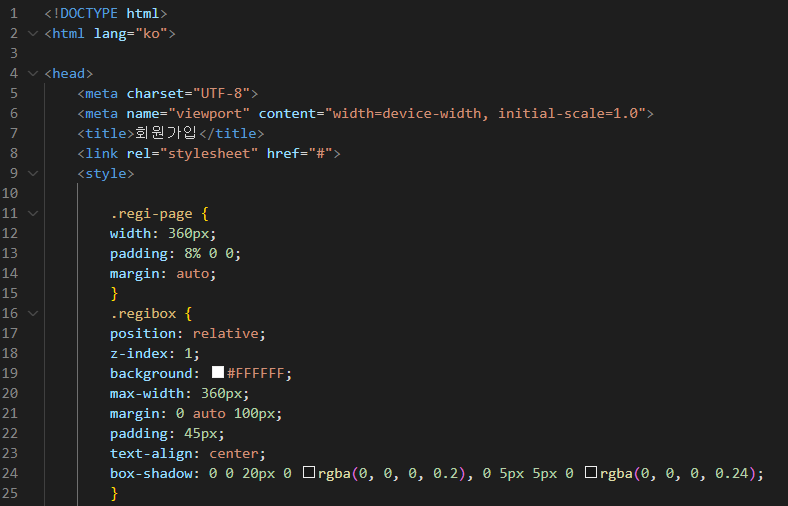 1 <!DOCTYPE html>
2 <html lang="ko">
3
4 <head>
5 <meta charset="UTF-8">
6 <meta name="viewport" content="width=device-width, initial-scale=1.0">
7 <title>회원가입</title>
8 <link rel="stylesheet" href="#">
9 <style>
10
11 .regi-page {
12 width: 360px;
13 padding: 8% 0 0;
14 margin: auto;
15 }
16 .regibox {
17 position: relative;
18 z-index: 1;
19 background: #FFFFFF;
20 max-width: 360px;
21 margin: 0 auto 100px;
22 padding: 45px;
23 text-align: center;
24 box-shadow: 0 0 20px 0 rgba(0, 0, 0, 0.2), 0 5px 5px 0 rgba(0, 0, 0, 0.24);
25 }